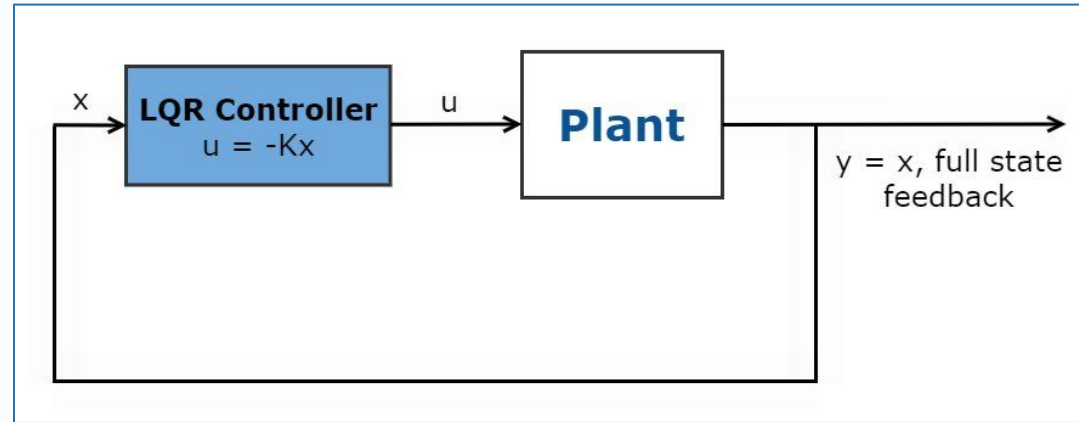 x
LQR Controller
u = -Kx
u
Plant
y = x, full state
feedback